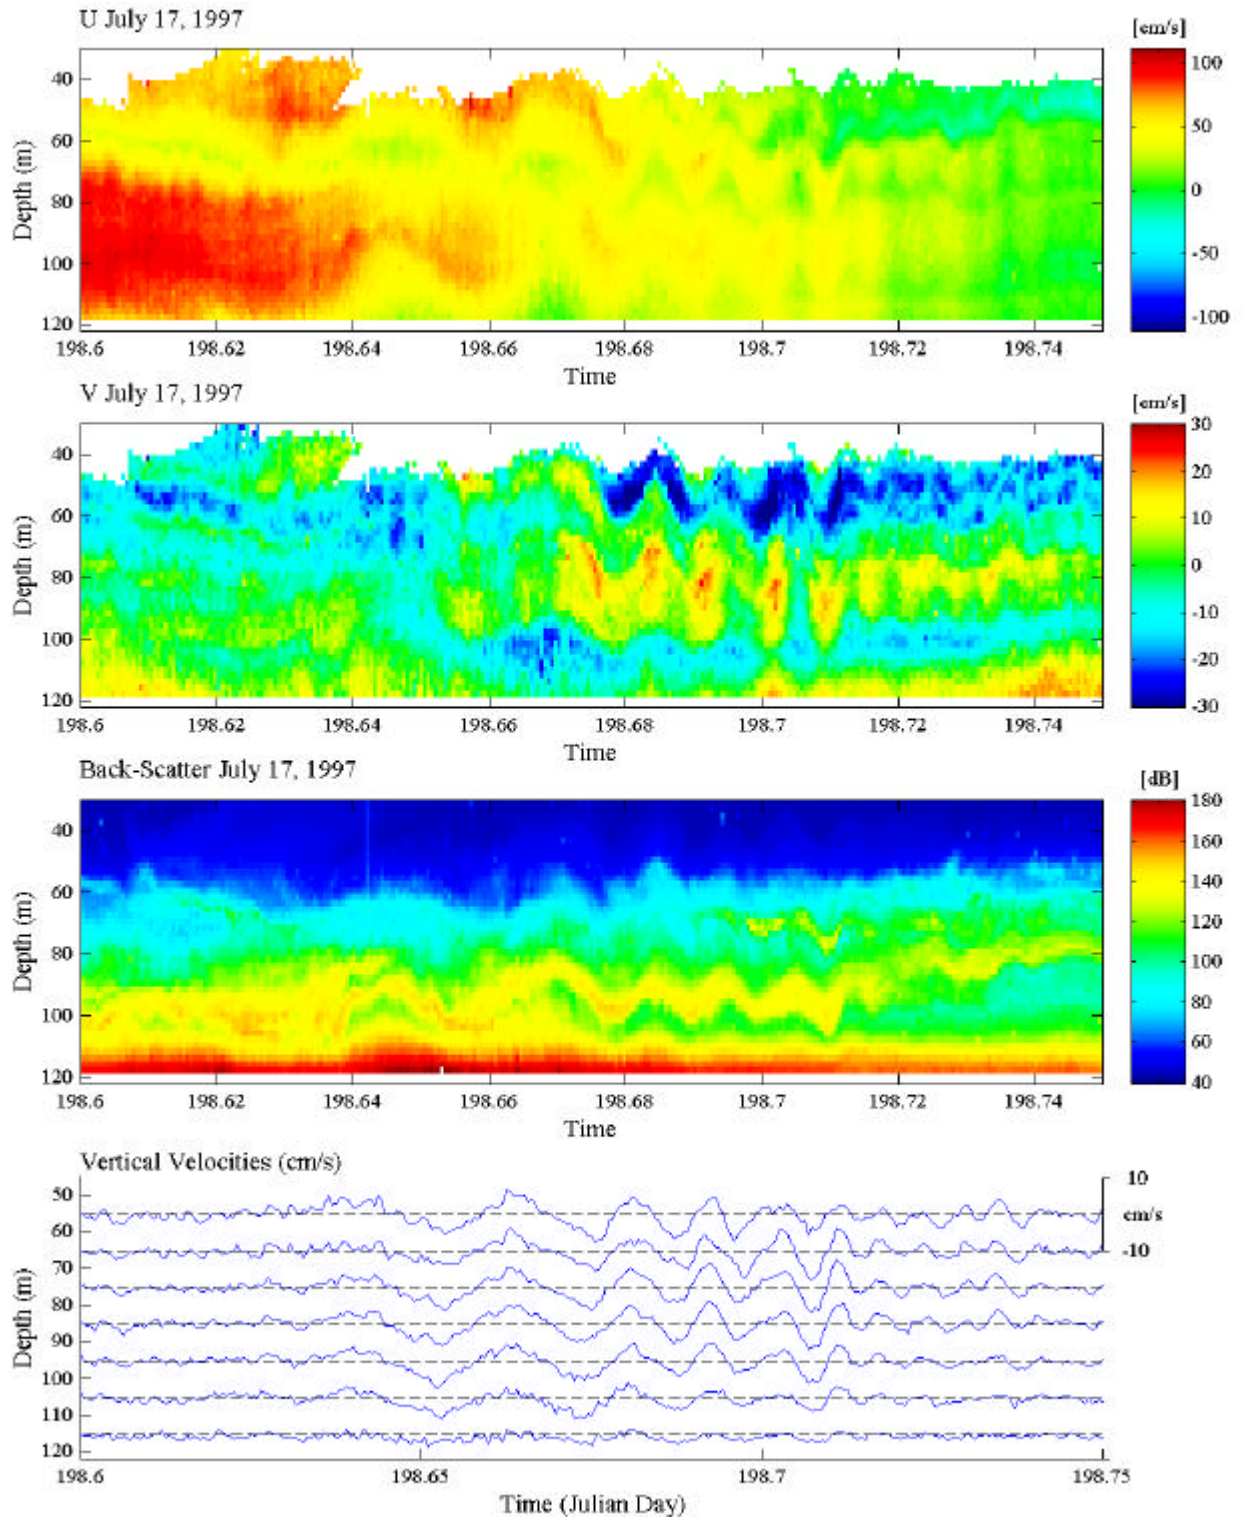 U July 17, 1997
[cm/s]
40
60
80
100
120
Depth (m)
100
50
0
-50
-100
198.6 198.62 198.64 198.66 198.68 198.7 198.72 198.74
Time
V July 17, 1997
[cm/s]
40
60
80
100
120
Depth (m)
30
20
10
0
-10
-20
-30
198.6 198.62 198.64 198.66 198.68 198.7 198.72 198.74
Time
Back-Scatter July 17, 1997
[dB]
40
60
80
100
120
Depth (m)
180
160
140
120
100
80
60
40
198.6 198.62 198.64 198.66 198.68 198.7 198.72 198.74
Time
Vertical Velocities (cm/s)
50
60
70
80
90
100
110
120
Depth (m)
10
cm/s
-10
198.6 198.65 198.7 198.75
Time (Julian Day)